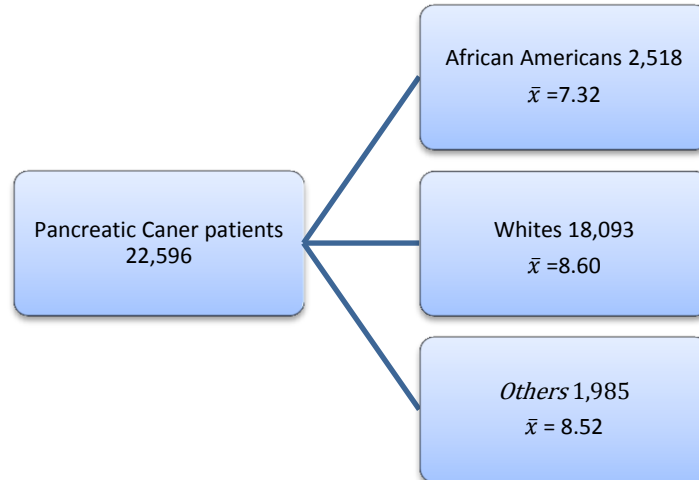 African Americans 2,518
x̄ =7.32
Pancreatic Caner patients
22,596
Whites 18,093
x̄ =8.60
Others 1,985
x̄ = 8.52